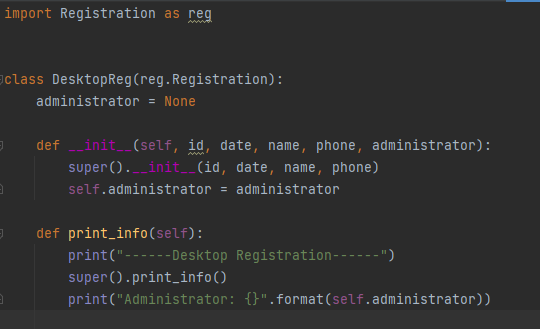 import Registration as reg
class DesktopReg(reg.Registration):
administrator = None
def __init__(self, id, date, name, phone, administrator):
super().__init__(id, date, name, phone)
self.administrator = administrator
def print_info(self):
print("------Desktop Registration------")
super().print_info()
print("Administrator: {}".format(self.administrator))